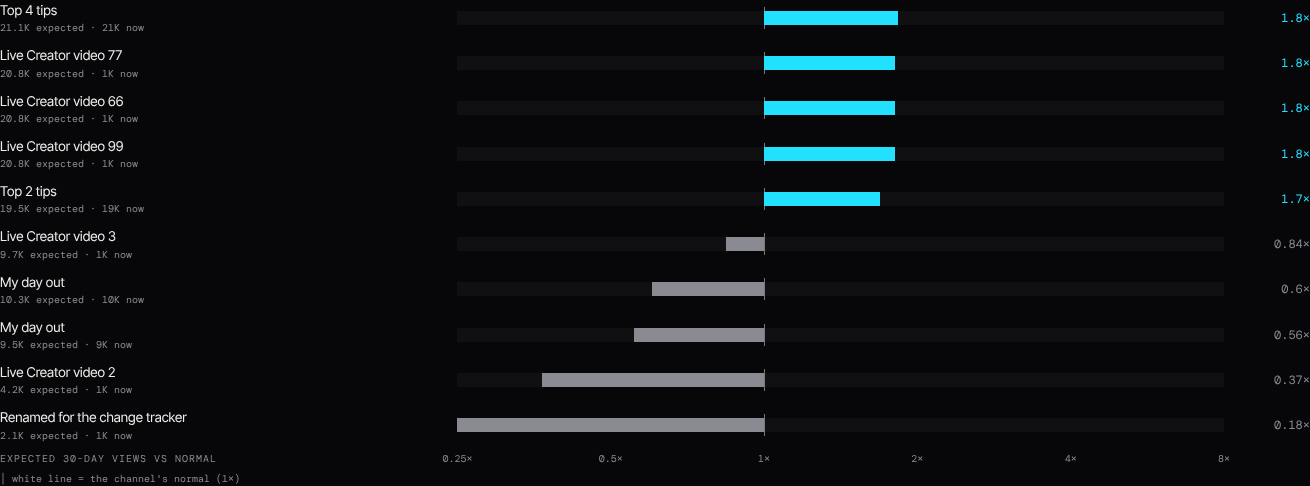 Top 4 tips
21.1K expected · 21K now
1.8×
Live Creator video 77
20.8K expected · 1K now
1.8×
Live Creator video 66
20.8K expected · 1K now
1.8×
Live Creator video 99
20.8K expected · 1K now
1.8×
Top 2 tips
19.5K expected · 19K now
1.7×
Live Creator video 3
9.7K expected · 1K now
0.84×
My day out
10.3K expected · 10K now
0.6×
My day out
9.5K expected · 9K now
0.56×
Live Creator video 2
4.2K expected · 1K now
0.37×
Renamed for the change tracker
2.1K expected · 1K now
0.18×
EXPECTED 30-DAY VIEWS VS NORMAL
0.25× 0.5× 1× 2× 4× 8×
| white line = the channel's normal (1×)